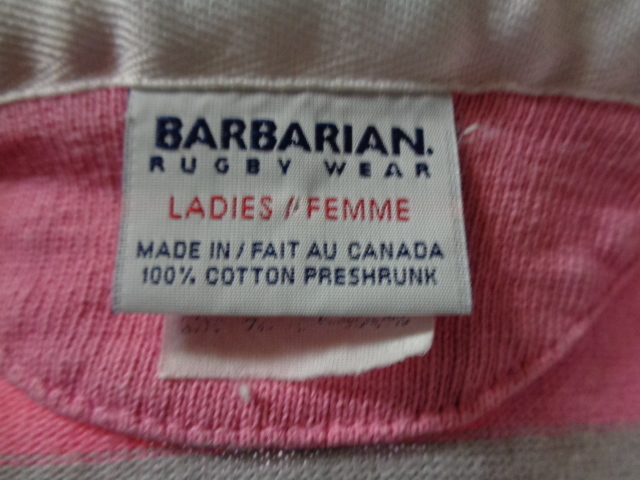 BARBARIAN.
RUGBY WEAR
LADIES / FEMME
MADE IN / FAIT AU CANADA
100% COTTON PRESHRUNK